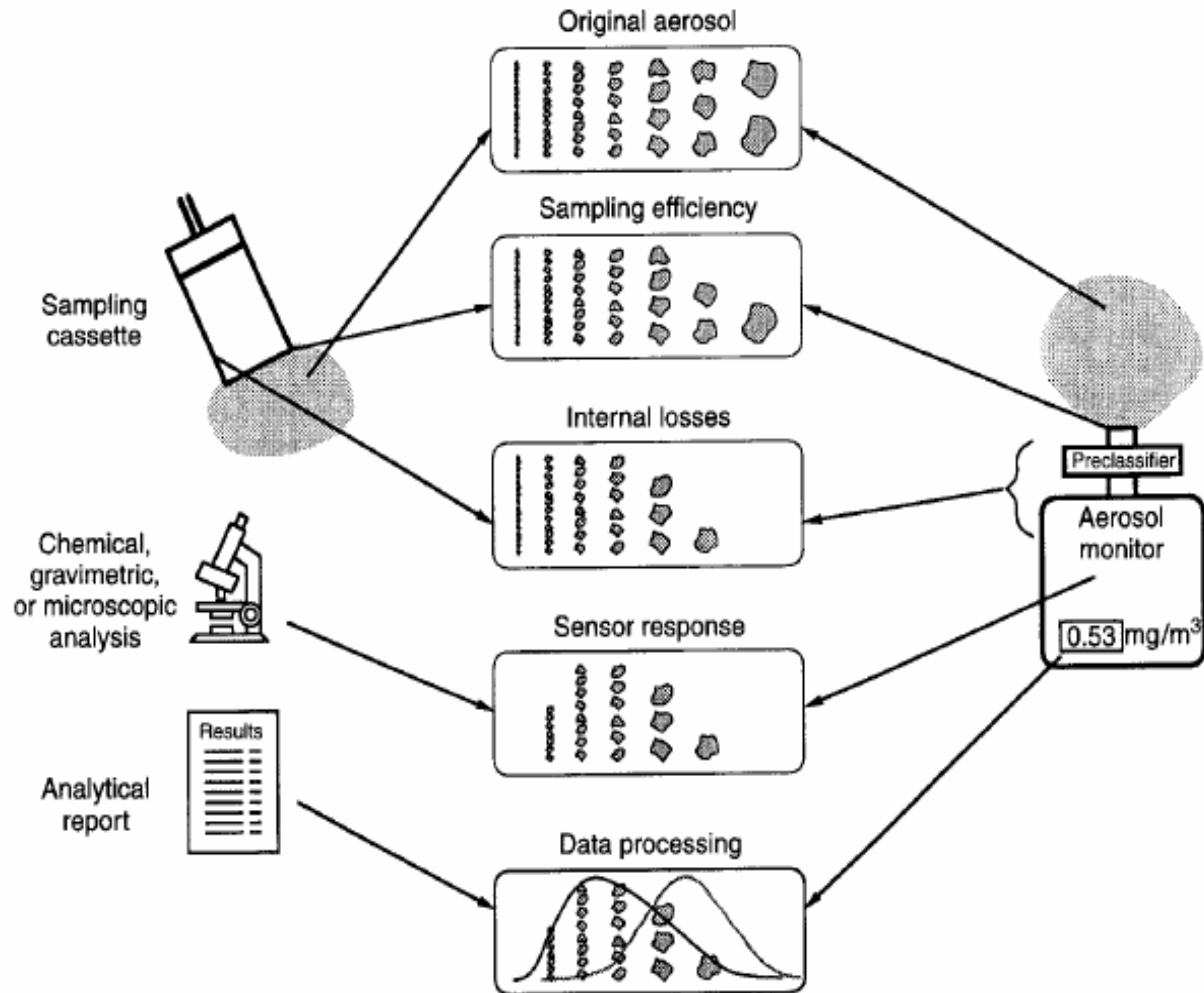 Original aerosol
Sampling efficiency
Sampling
cassette
Internal losses
Preclassifier
Aerosol
monitor
Chemical,
gravimetric,
or microscopic
analysis
Sensor response
0.53 mg/m³
Results
Analytical
report
Data processing